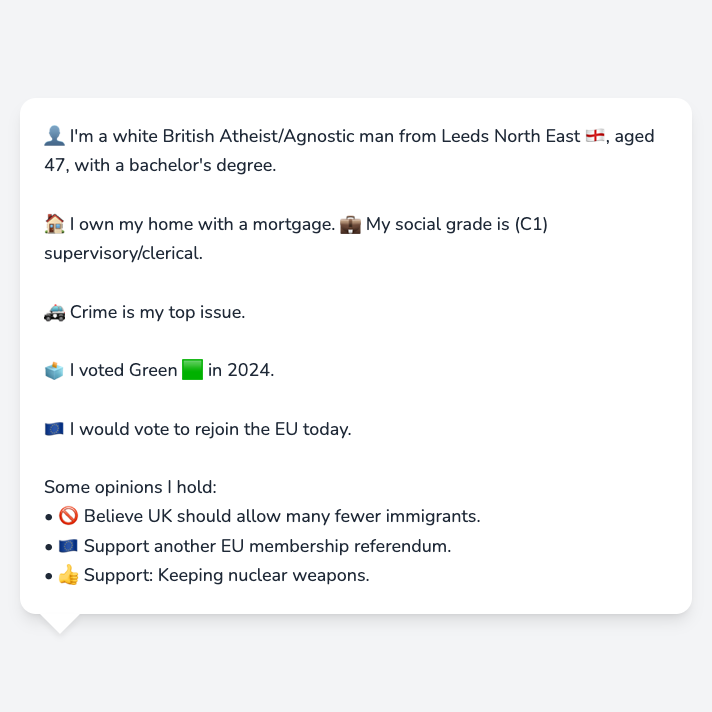 👤 I'm a white British Atheist/Agnostic man from Leeds North East 🏴󠁧󠁢󠁥󠁮󠁧󠁿, aged
47, with a bachelor's degree.
🏠 I own my home with a mortgage. 💼 My social grade is (C1)
supervisory/clerical.
🚓 Crime is my top issue.
🗳️ I voted Green 🟩 in 2024.
🇪🇺 I would vote to rejoin the EU today.
Some opinions I hold:
• 🚫 Believe UK should allow many fewer immigrants.
• 🇪🇺 Support another EU membership referendum.
• 👍 Support: Keeping nuclear weapons.